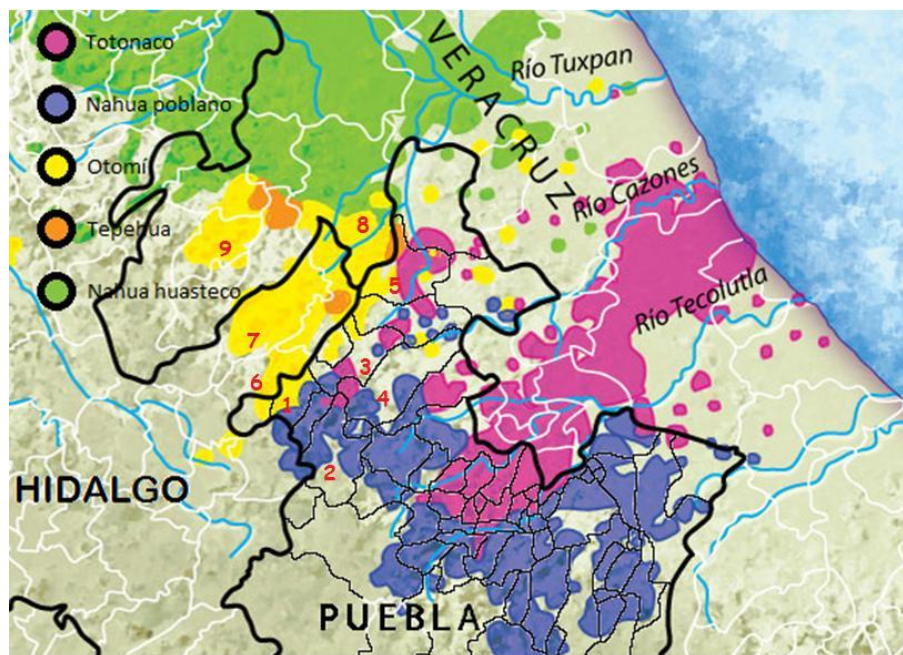 Totonaco
Nahua poblano
Otomí
Tepehua
Nahua huasteco
VERACRUZ
Río Tuxpan
Río Cazones
Río Tecolutla
8
9
5
7
3
6
4
1
2
HIDALGO
PUEBLA